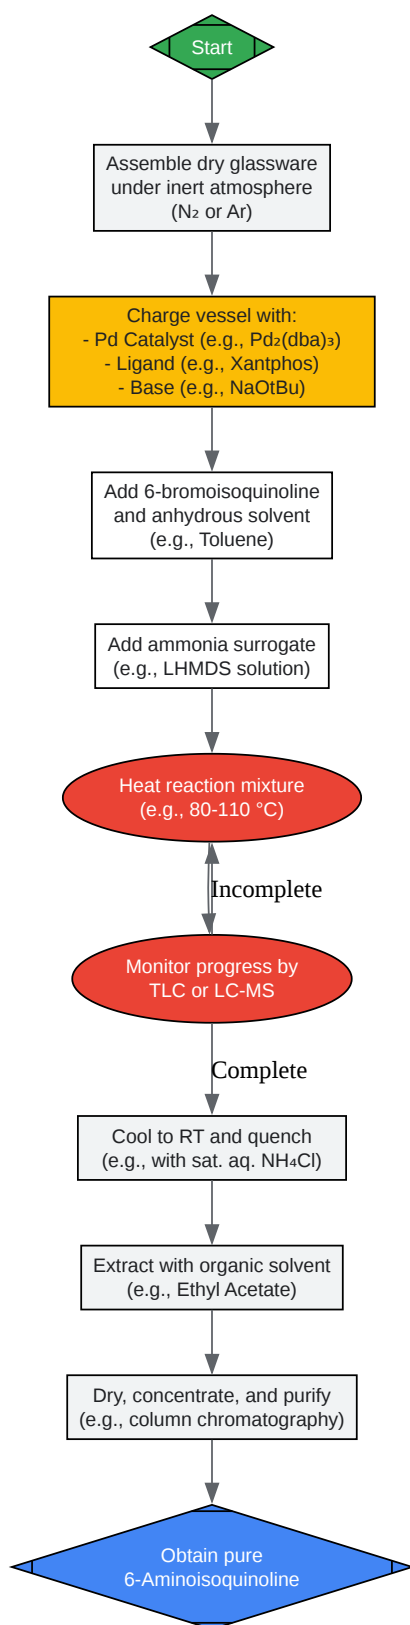 Start
Assemble dry glassware
under inert atmosphere
(N₂ or Ar)
Charge vessel with:
- Pd Catalyst (e.g., Pd₂(dba)₃)
- Ligand (e.g., Xantphos)
- Base (e.g., NaOtBu)
Add 6-bromoisoquinoline
and anhydrous solvent
(e.g., Toluene)
Add ammonia surrogate
(e.g., LHMDS solution)
Heat reaction mixture
(e.g., 80-110 °C)
Incomplete
Monitor progress by
TLC or LC-MS
Complete
Cool to RT and quench
(e.g., with sat. aq. NH₄Cl)
Extract with organic solvent
(e.g., Ethyl Acetate)
Dry, concentrate, and purify
(e.g., column chromatography)
Obtain pure
6-Aminoisoquinoline